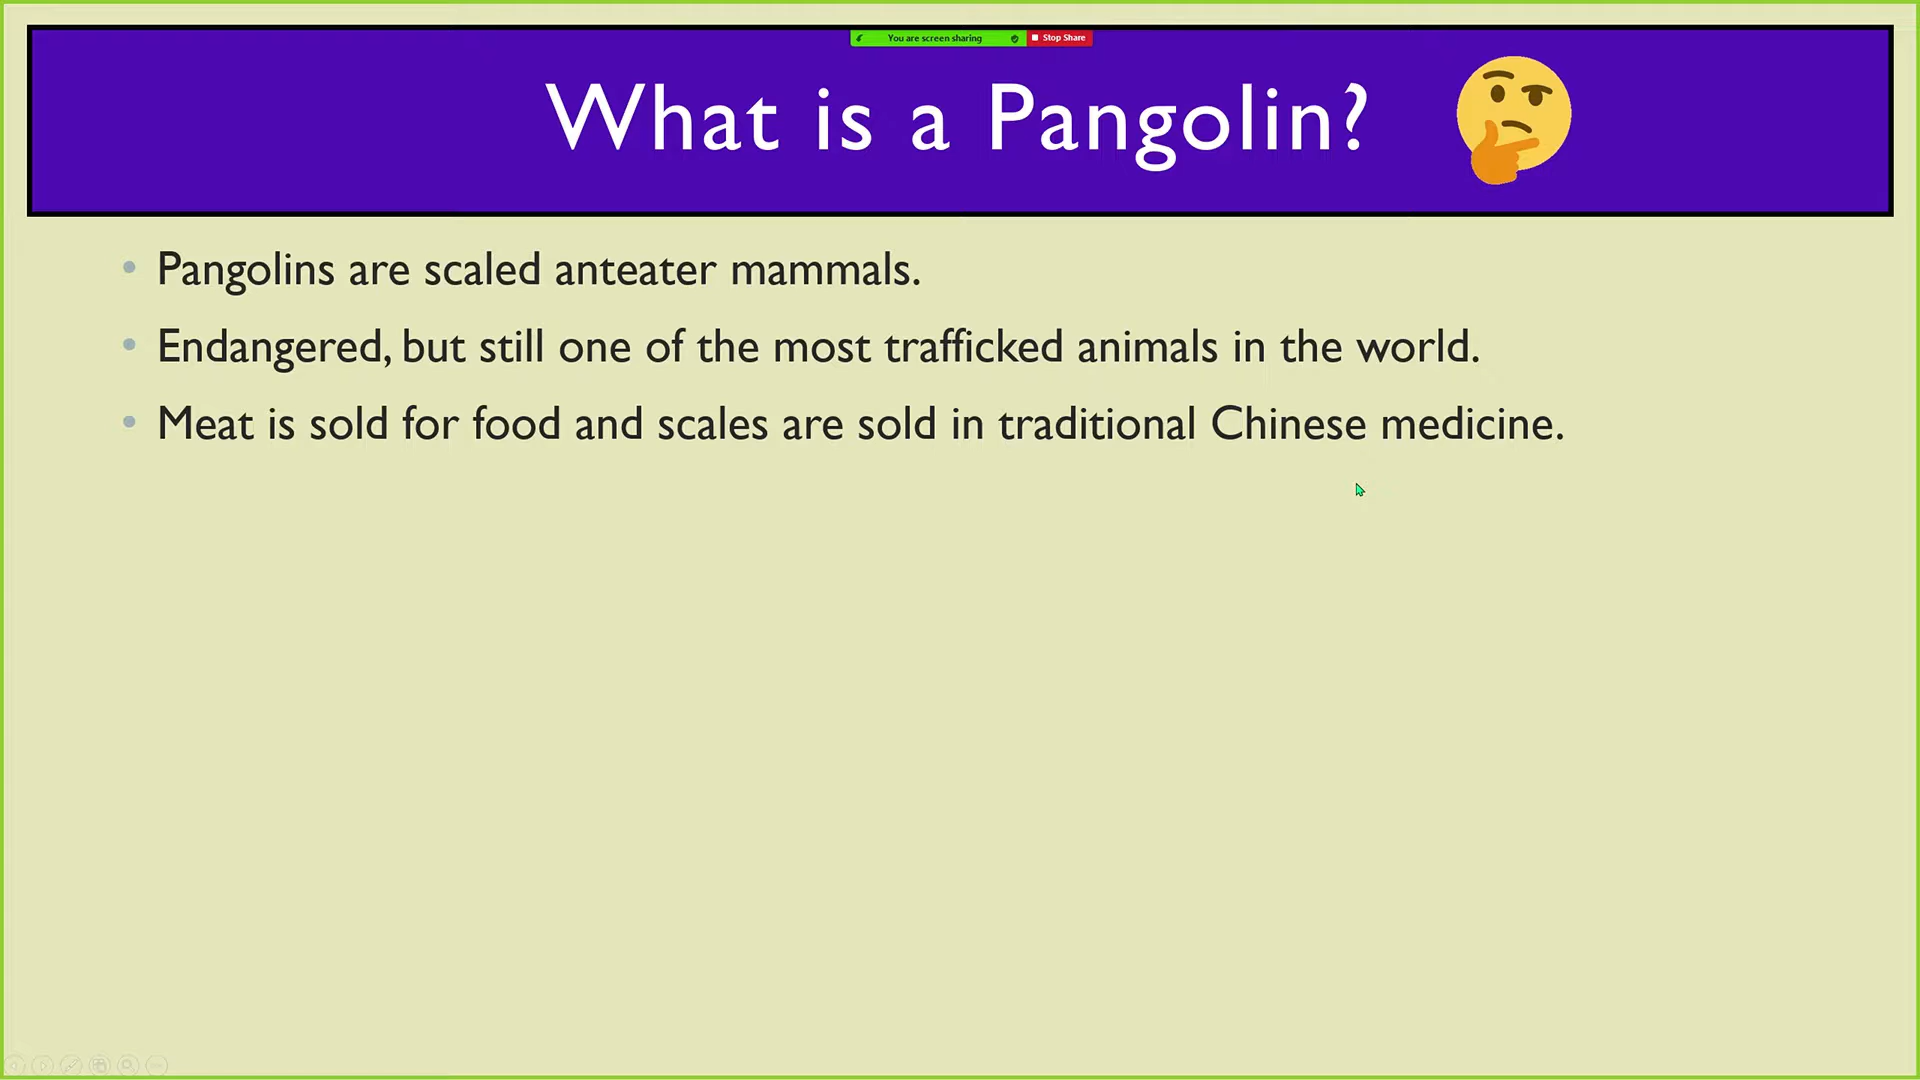 You are screen sharing
Stop Share
What is a Pangolin?
Pangolins are scaled anteater mammals.
Endangered, but still one of the most trafficked animals in the world.
Meat is sold for food and scales are sold in traditional Chinese medicine.